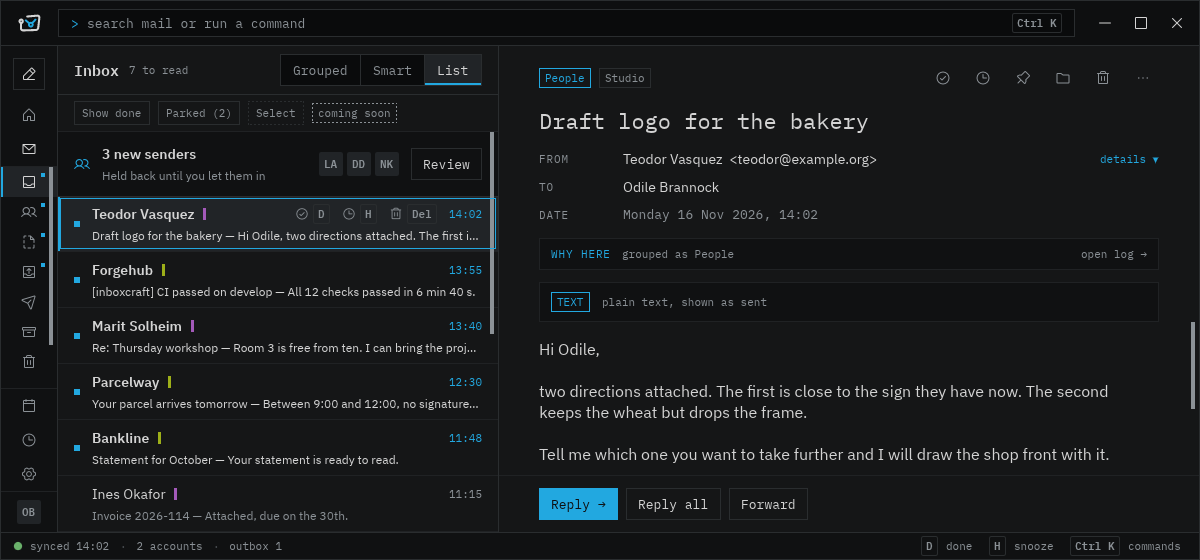 > search mail or run a command Ctrl K
Inbox 7 to read Grouped Smart List
Show done Parked (2) Select coming soon
3 new senders
Held back until you let them in
LA DD NK Review
Teodor Vasquez D H Del 14:02
Draft logo for the bakery — Hi Odile, two directions attached. The first i...
Forgehub 13:55
[inboxcraft] CI passed on develop — All 12 checks passed in 6 min 40 s.
Marit Solheim 13:40
Re: Thursday workshop — Room 3 is free from ten. I can bring the proj...
Parcelway 12:30
Your parcel arrives tomorrow — Between 9:00 and 12:00, no signature...
Bankline 11:48
Statement for October — Your statement is ready to read.
Ines Okafor 11:15
Invoice 2026-114 — Attached, due on the 30th.
OB
People Studio
Draft logo for the bakery
FROM Teodor Vasquez <teodor@example.org> details ▾
TO Odile Brannock
DATE Monday 16 Nov 2026, 14:02
WHY HERE grouped as People open log →
TEXT plain text, shown as sent
Hi Odile,
two directions attached. The first is close to the sign they have now. The second
keeps the wheat but drops the frame.
Tell me which one you want to take further and I will draw the shop front with it.
Reply → Reply all Forward
synced 14:02 · 2 accounts · outbox 1 D done H snooze Ctrl K commands